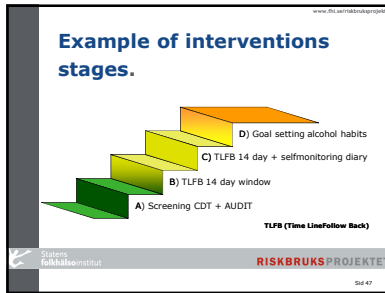 www.fhi.se/riskbruksprojektet
Example of interventions
stages.
D) Goal setting alcohol habits
C) TLFB 14 day + selfmonitoring diary
B) TLFB 14 day window
A) Screening CDT + AUDIT
TLFB (Time LineFollow Back)
Statens
folkhälsoinstitut
RISKBRUKSPROJEKTET
Sid 47